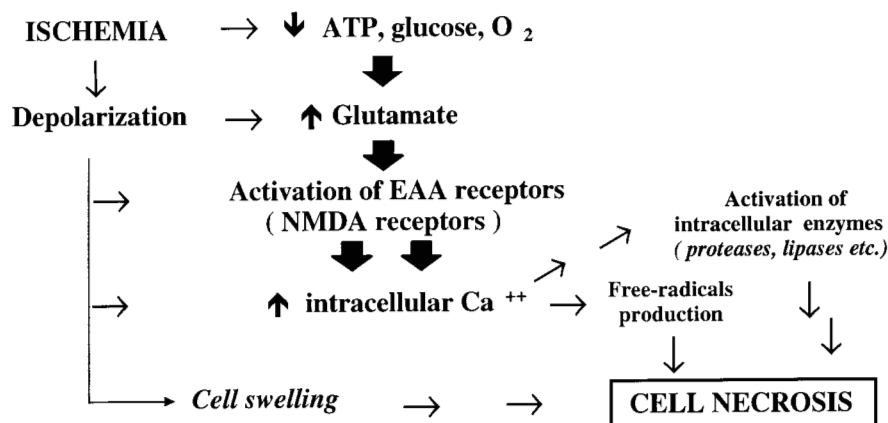 ISCHEMIA → ↓ ATP, glucose, O 2
Depolarization → ↑ Glutamate
Activation of EAA receptors
( NMDA receptors )
Activation of
intracellular enzymes
( proteases, lipases etc.)
↑ intracellular Ca ++
Free-radicals
production
Cell swelling
CELL NECROSIS